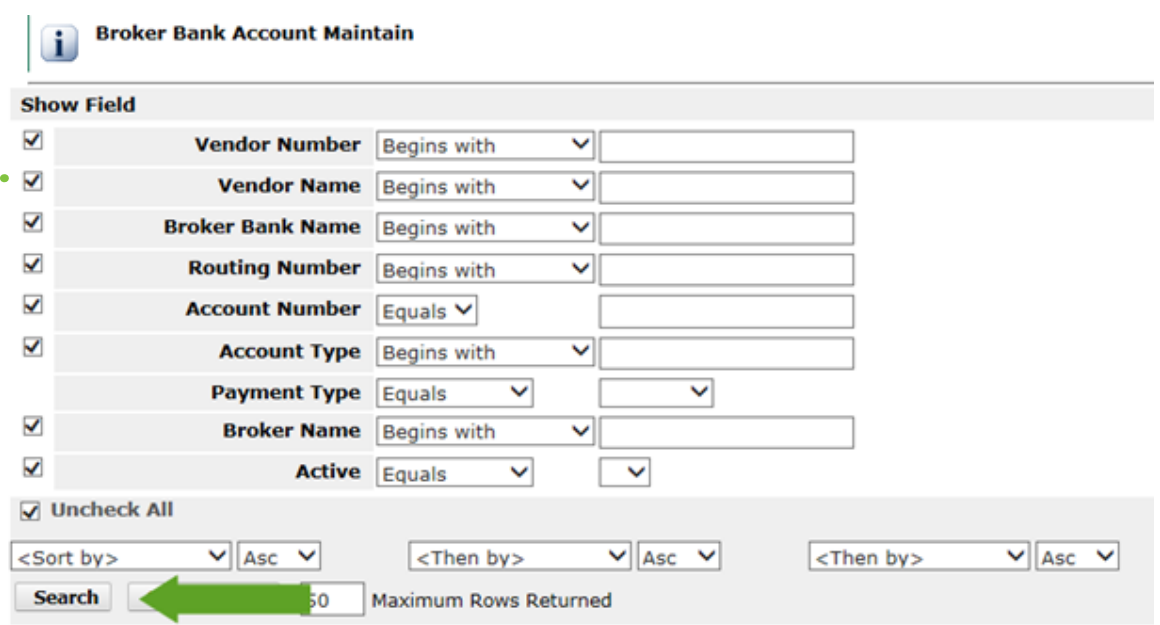 Broker Bank Account Maintain
Show Field
Vendor Number Begins with
Vendor Name Begins with
Broker Bank Name Begins with
Routing Number Begins with
Account Number Equals
Account Type Begins with
Payment Type Equals
Broker Name Begins with
Active Equals
Uncheck All
<Sort by> Asc <Then by> Asc <Then by> Asc
Search Maximum Rows Returned